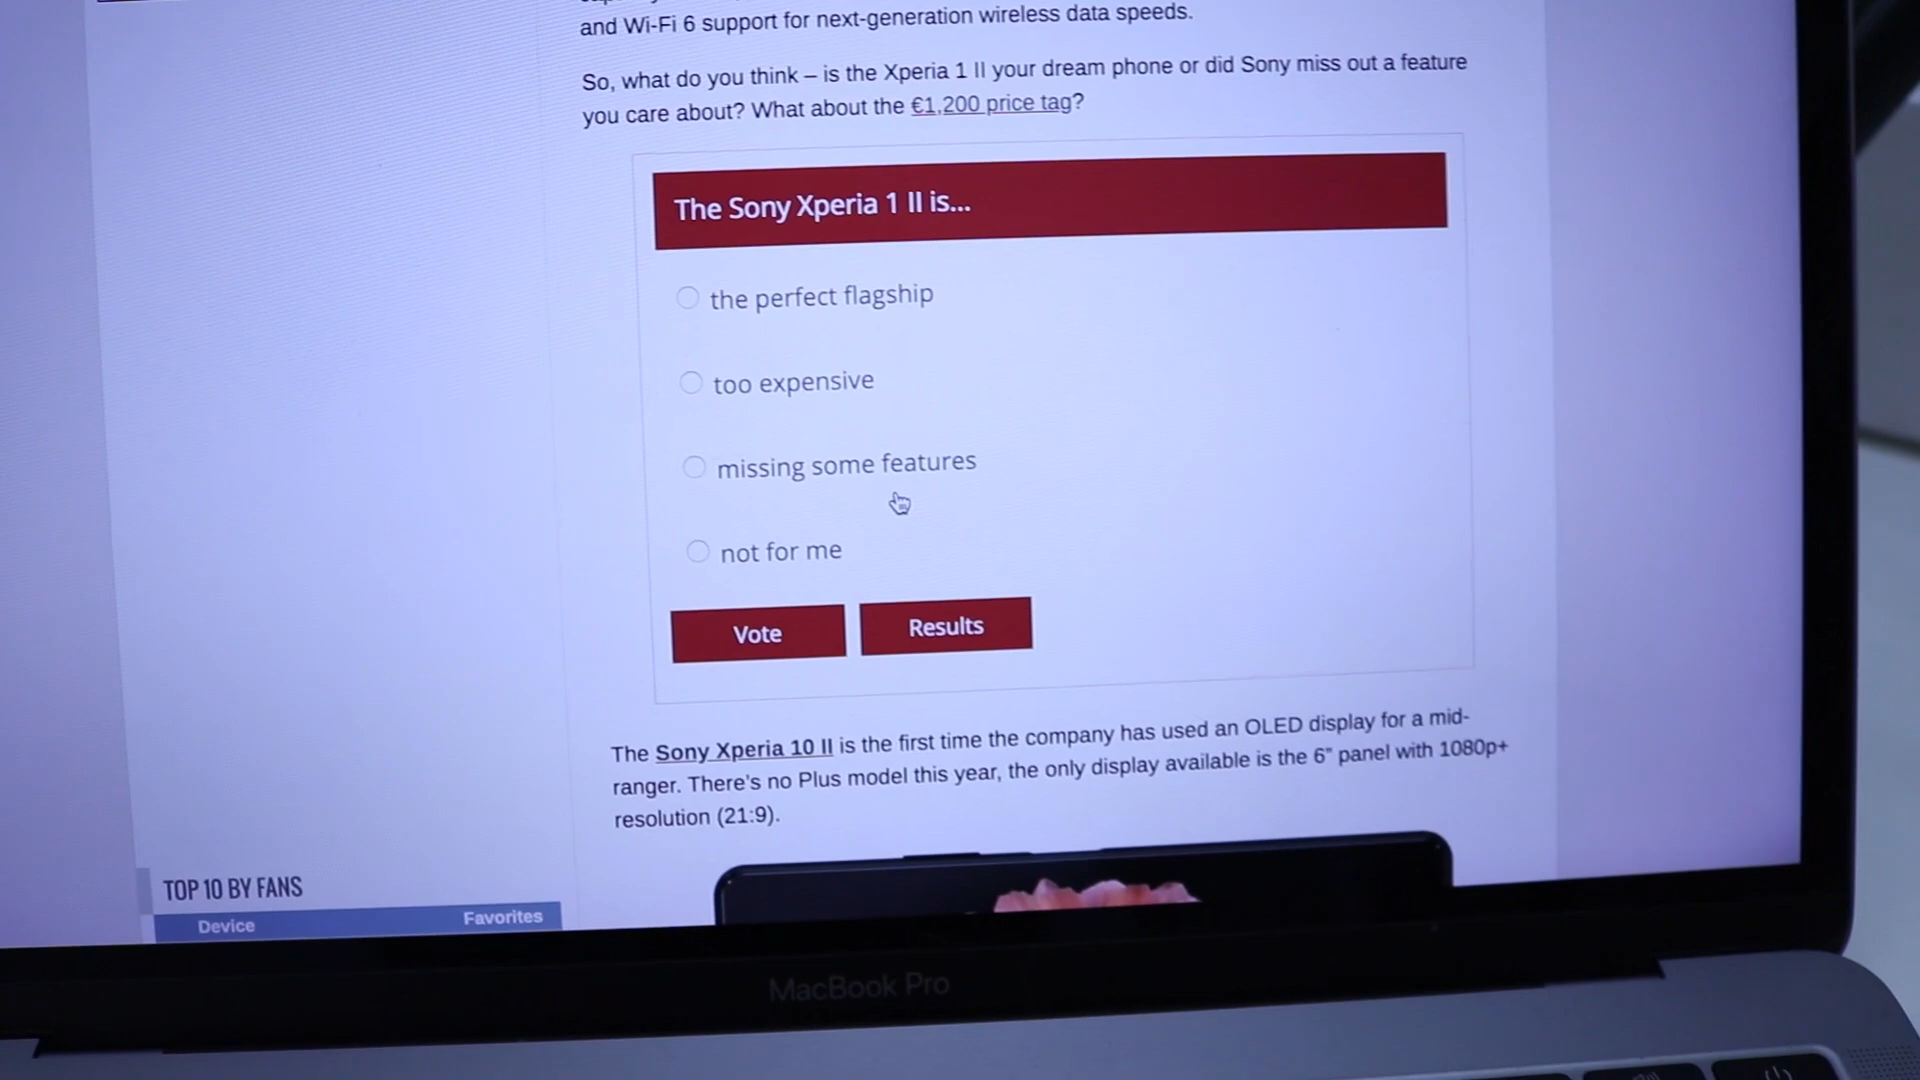 and Wi-Fi 6 support for next-generation wireless data speeds.
So, what do you think – is the Xperia 1 II your dream phone or did Sony miss out a feature
you care about? What about the €1,200 price tag?
The Sony Xperia 1 II is...
the perfect flagship
too expensive
missing some features
not for me
Vote
Results
The Sony Xperia 10 II is the first time the company has used an OLED display for a mid-
ranger. There's no Plus model this year, the only display available is the 6" panel with 1080p+
resolution (21:9).
TOP 10 BY FANS
Device
Favorites
MacBook Pro